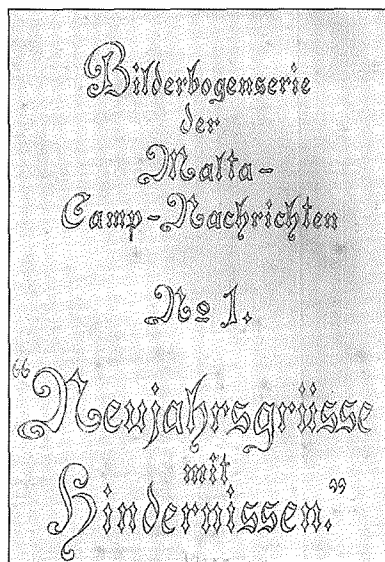 Bilderbogenserie
der
Malta-
Camp-Nachrichten
No 1.
“Neujahrsgrüsse
mit
Hindernissen.”